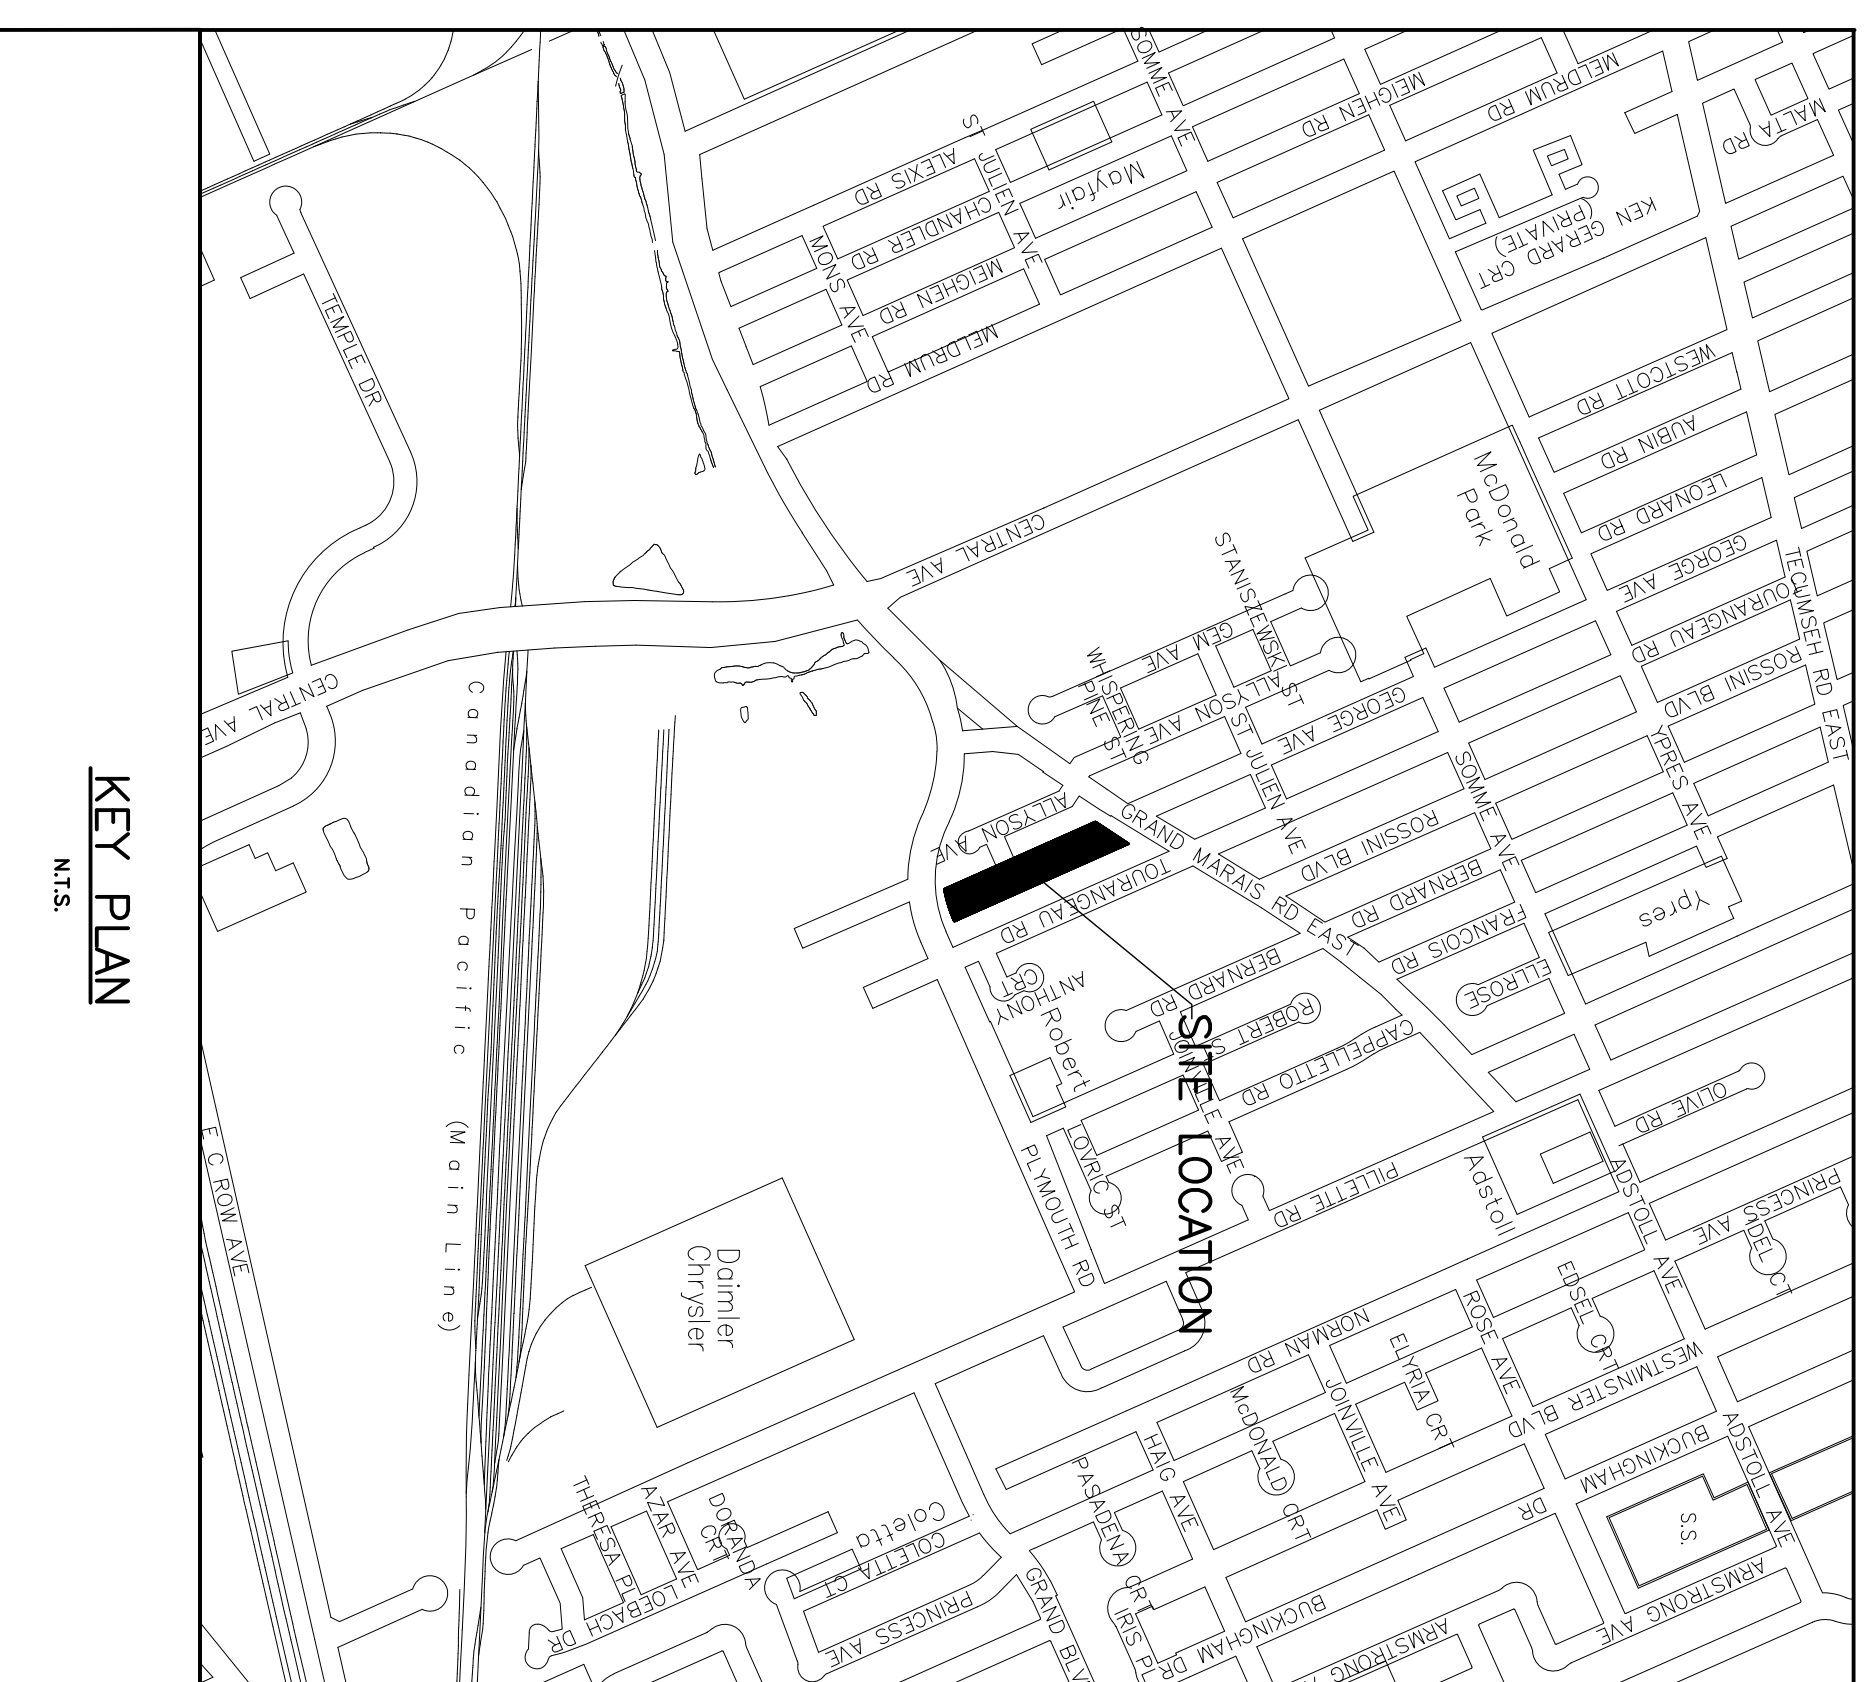 KEY PLAN
N.T.S.
SITE LOCATION
SOMME AVE
MEIGHEN RD
MELDRUM RD
MALTA RD
ST JULIEN AVE
ALEXIS RD
CHANDLER RD
MEIGHEN RD
MELDRUM RD
MONS AVE
Mayfair
KEN
GERARD CRT
(PRIVATE)
TEMPLE DR
WESTCOTT RD
AUBIN RD
LEONARD RD
GEORGE AVE
TOURANGEAU RD
ROSSINI BLVD
TECUMSEH RD EAST
McDonald
Park
CENTRAL AVE
STANISZEWSKI ST
GEM AVE
WHISPERING
PINE ST
ALLYSON AVE
GEORGE AVE
ST JULIEN AVE
YPRES AVE
SOMME AVE
CENTRAL AVE
Canadian Pacific (Main Line)
ALLYSON AVE
GRAND MARAIS RD EAST
TOURANGEAU RD
ROSSINI BLVD
BERNARD RD
FRANCOIS RD
ELLROSE
Ypres
ANTHONY
CRT
Robert
BERNARD RD
ROBERT S
JOINVILLE AVE
CAPPELLETTO RD
LOVRIC ST
PLYMOUTH RD
PILLETTE RD
OLIVE RD
Adstoll
ADSTOLL AVE
PRINCESS AVE
ADEL CT
E C ROW AVE
Daimler
Chrysler
NORMAN RD
ROSE AVE
EDSEL CRT
ELYRIA CRT
WESTMINSTER BLVD
McDONALD CRT
JOINVILLE AVE
BUCKINGHAM DR
ADSTOLL AVE
HAIG AVE
PASADENA CRT
S.S.
ARMSTRONG AVE
THERESA PL
AZAR AVE
DORANDA
CRT
Coletta
COLETTA CT
LOEBACH DR
PRINCESS AVE
GRAND BLV
IRIS PL
BUCKINGHAM DR
ARMSTRONG A